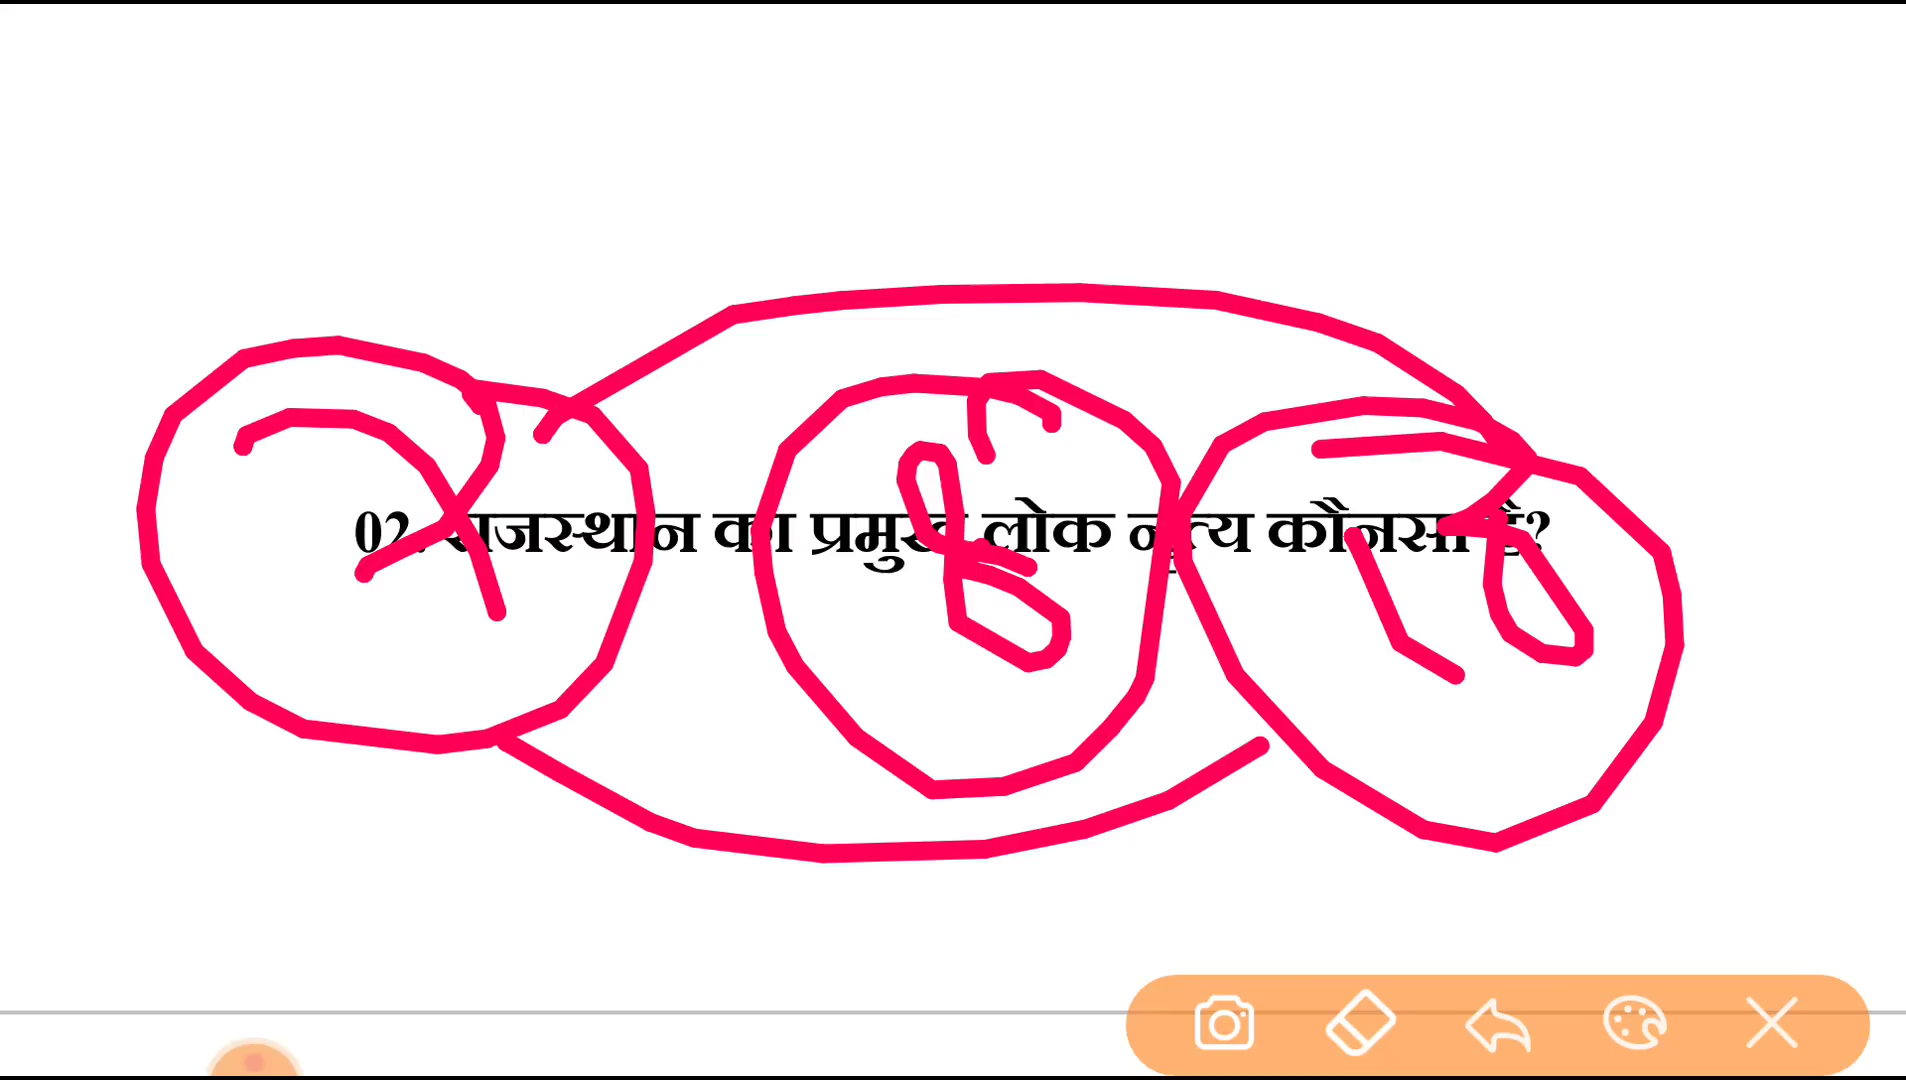 02. राजस्थान का प्रमुख लोक नृत्य कौनसा है?